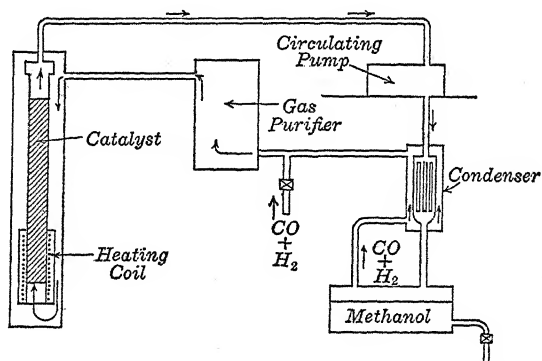 Circulating
Pump
Gas
Purifier
Catalyst
Condenser
CO
+
H₂
CO
+
H₂
Heating
Coil
Methanol